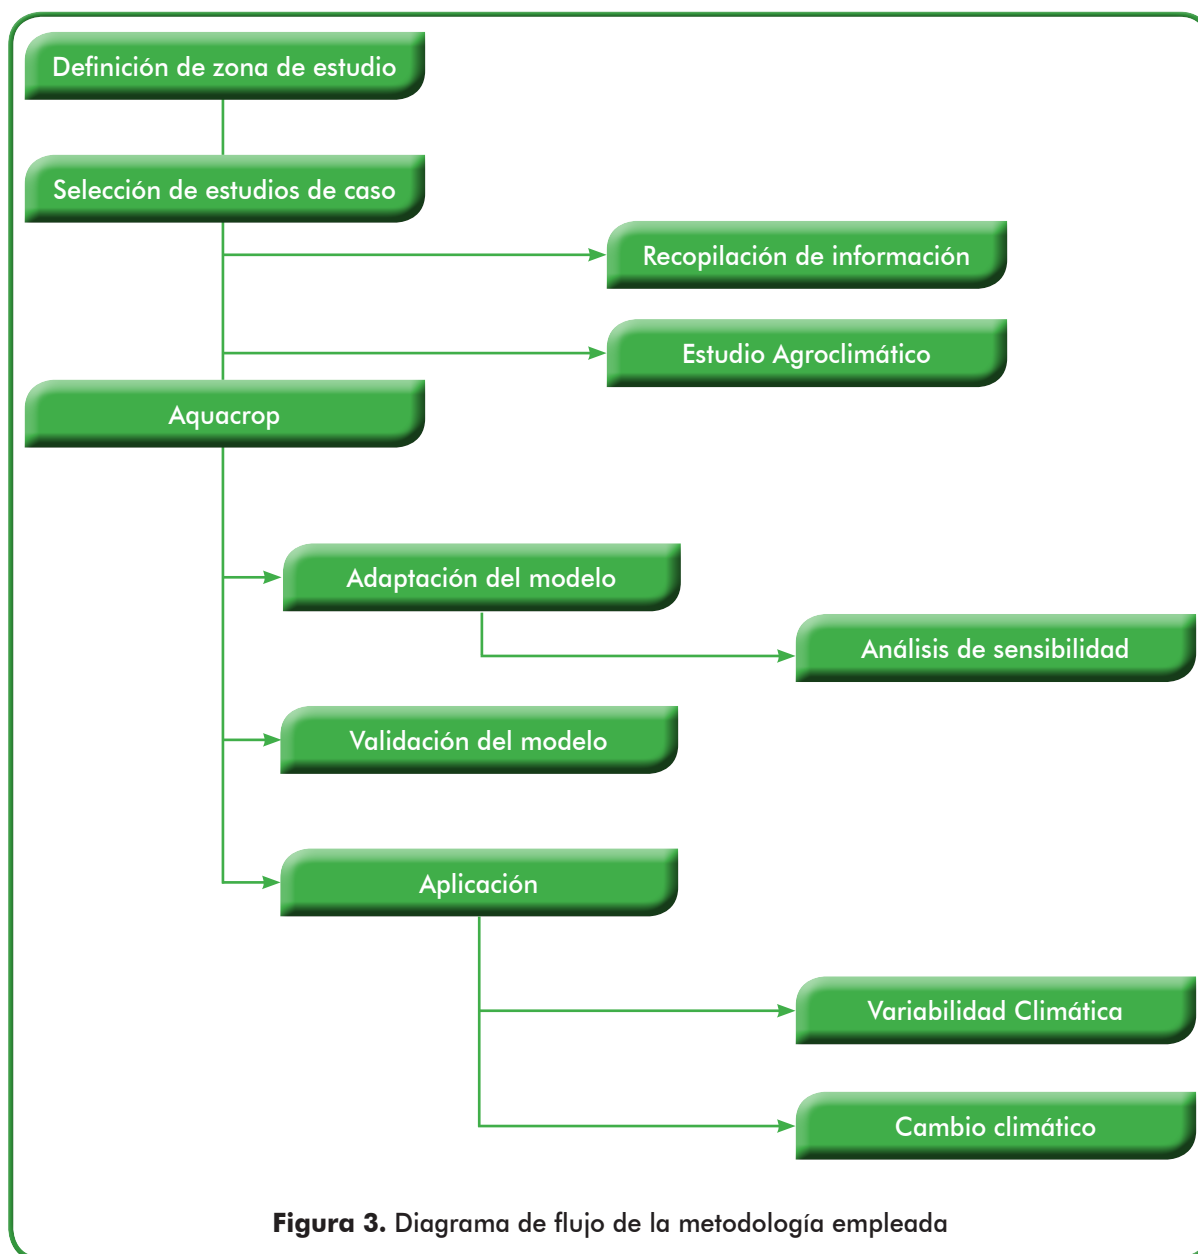 Definición de zona de estudio
Selección de estudios de caso
Recopilación de información
Estudio Agroclimático
Aquacrop
Adaptación del modelo
Análisis de sensibilidad
Validación del modelo
Aplicación
Variabilidad Climática
Cambio climático
Figura 3. Diagrama de flujo de la metodología empleada